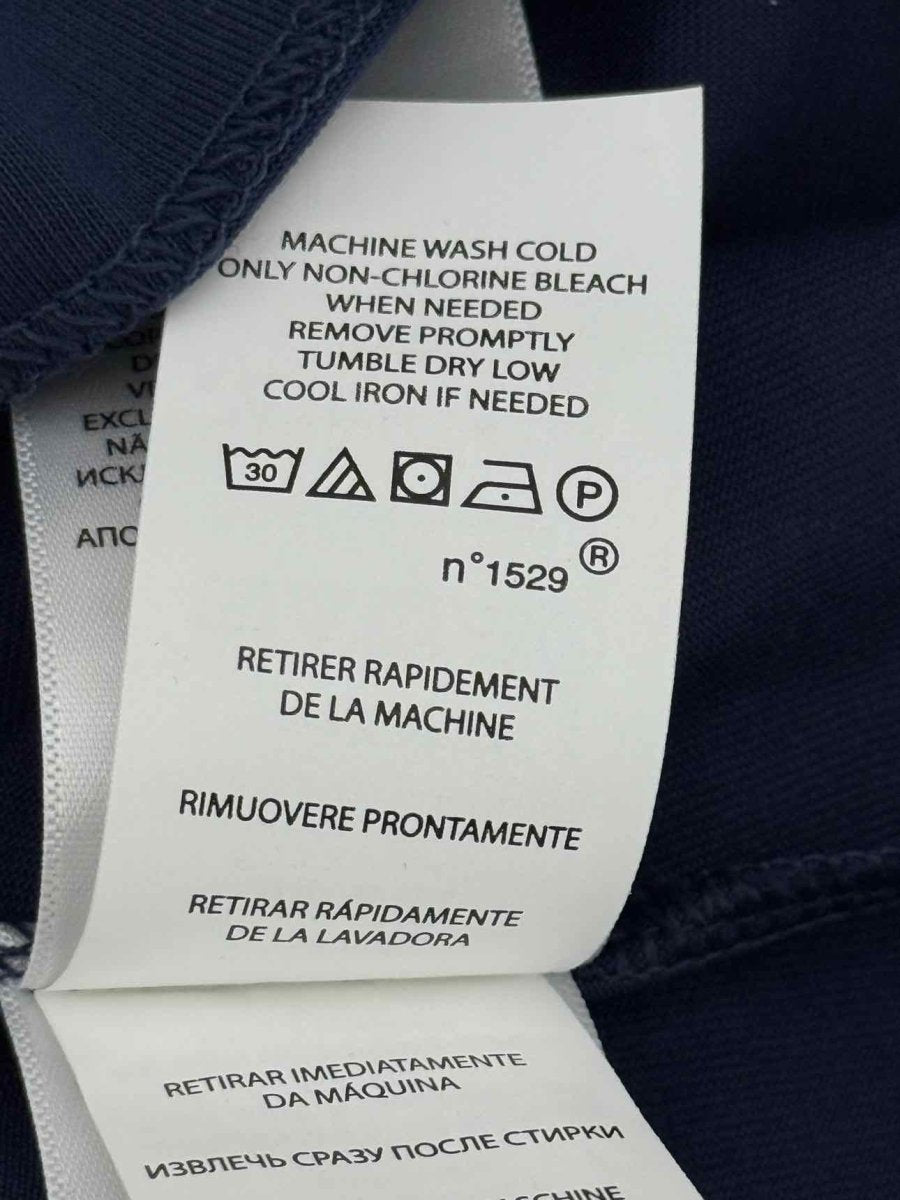 MACHINE WASH COLD
ONLY NON-CHLORINE BLEACH
WHEN NEEDED
REMOVE PROMPTLY
TUMBLE DRY LOW
COOL IRON IF NEEDED
30
P
n°1529 ®
RETIRER RAPIDEMENT
DE LA MACHINE
RIMUOVERE PRONTAMENTE
RETIRAR RÁPIDAMENTE
DE LA LAVADORA
RETIRAR IMEDIATAMENTE
DA MÁQUINA
ИЗВЛЕЧЬ СРАЗУ ПОСЛЕ СТИРКИ